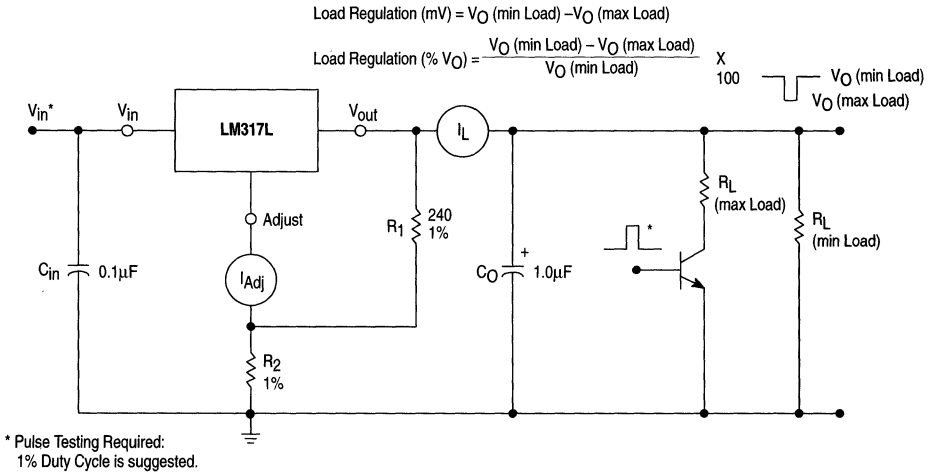 Load Regulation (mV) = VO (min Load) –VO (max Load)
Load Regulation (% VO) = VO (min Load) – VO (max Load)
VO (min Load)
X
100
VO (min Load)
VO (max Load)
Vin*
Vin
LM317L
Vout
IL
Adjust
R1
240
1%
RL
(max Load)
RL
(min Load)
*
Cin
0.1µF
IAdj
+
CO
1.0µF
R2
1%
* Pulse Testing Required:
1% Duty Cycle is suggested.